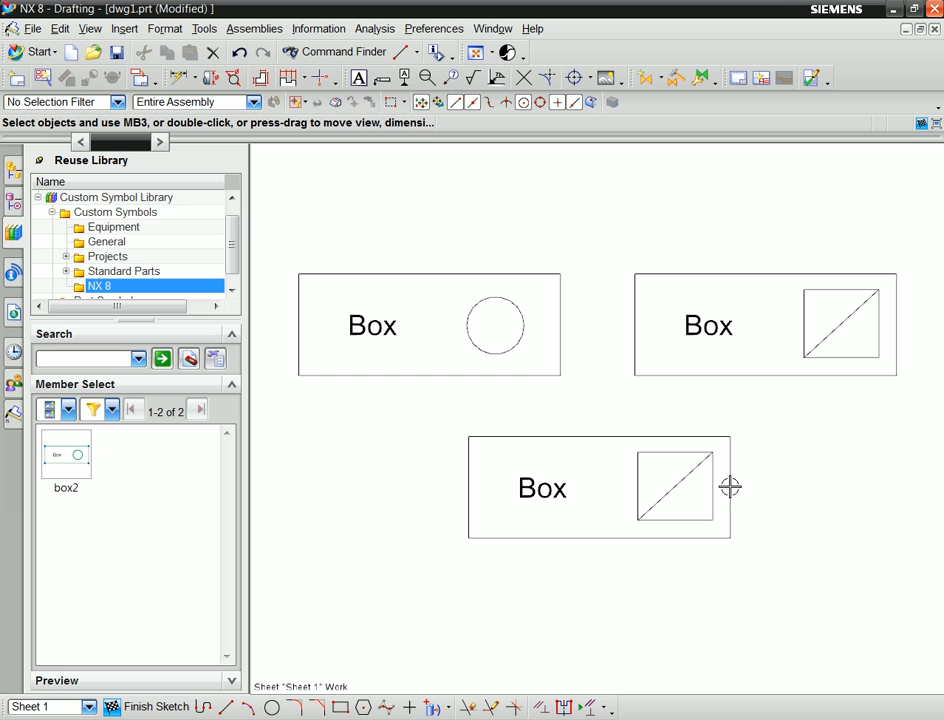 NX 8 - Drafting - [dwg1.prt (Modified) ]
SIEMENS
File Edit View Insert Format Tools Assemblies Information Analysis Preferences Window Help
Start
Command Finder
No Selection Filter
Entire Assembly
Select objects and use MB3, or double-click, or press-drag to move view, dimensi...
Reuse Library
Name
Custom Symbol Library
Custom Symbols
Equipment
General
Projects
Standard Parts
NX 8
Search
Member Select
1-2 of 2
Box
box2
Preview
Box
Box
Box
Sheet "Sheet 1" Work
Sheet 1
Finish Sketch